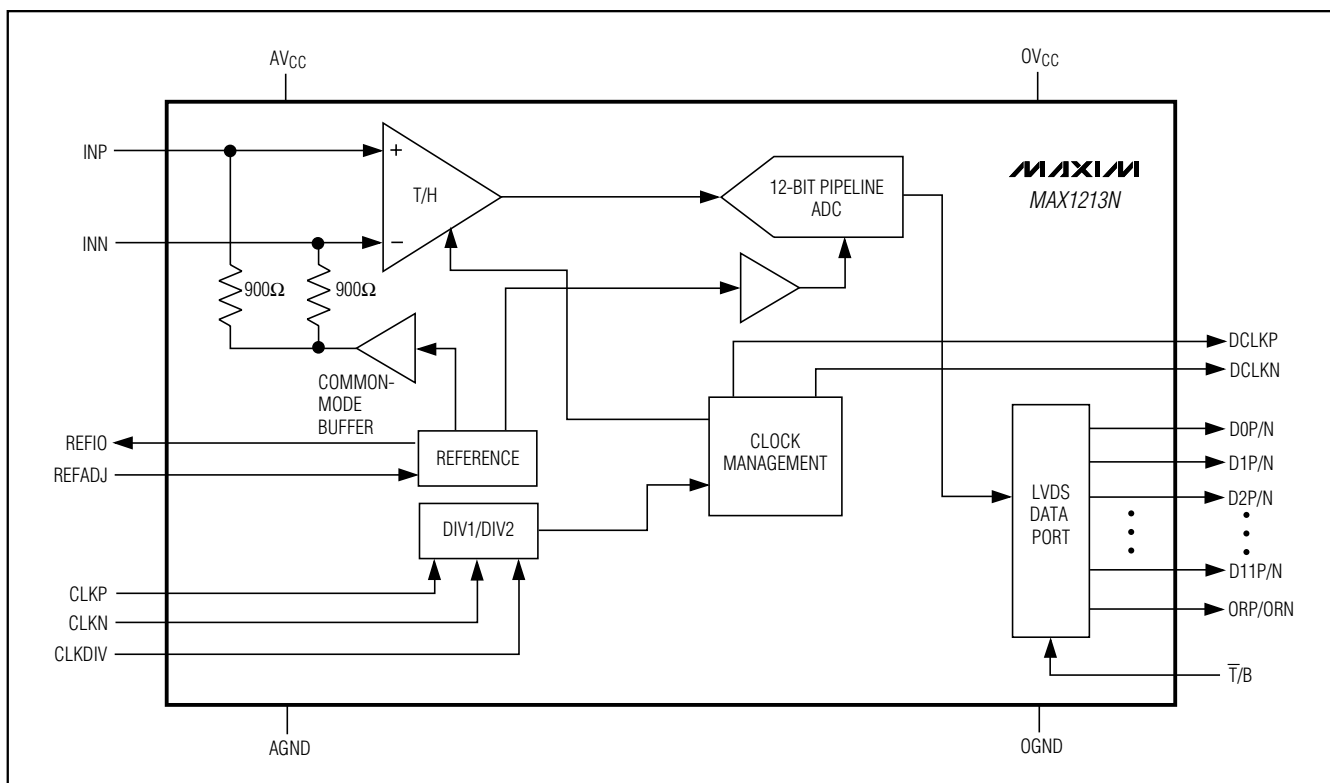 AVCC
OVCC
INP
+
T/H
12-BIT PIPELINE
ADC
MAXIM
MAX1213N
INN
−
900Ω
900Ω
COMMON-
MODE
BUFFER
DCLKP
DCLKN
REFIO
REFADJ
REFERENCE
CLOCK
MANAGEMENT
LVDS
DATA
PORT
D0P/N
D1P/N
D2P/N
D11P/N
ORP/ORN
DIV1/DIV2
CLKP
CLKN
CLKDIV
T̅/B
AGND
OGND